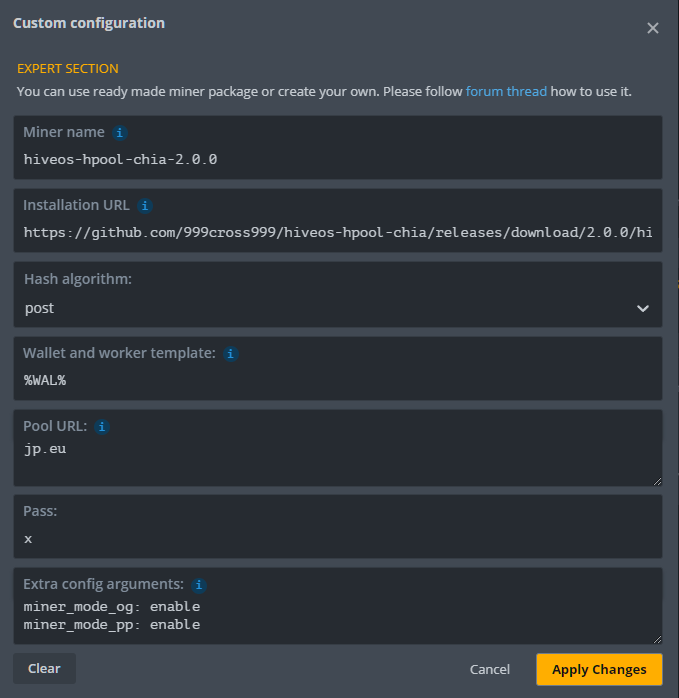 Custom configuration
EXPERT SECTION
You can use ready made miner package or create your own. Please follow forum thread how to use it.
Miner name i
hiveos-hpool-chia-2.0.0
Installation URL i
https://github.com/999cross999/hiveos-hpool-chia/releases/download/2.0.0/hi
Hash algorithm:
post
Wallet and worker template: i
%WAL%
Pool URL: i
jp.eu
Pass:
x
Extra config arguments: i
miner_mode_og: enable
miner_mode_pp: enable
Clear Cancel Apply Changes